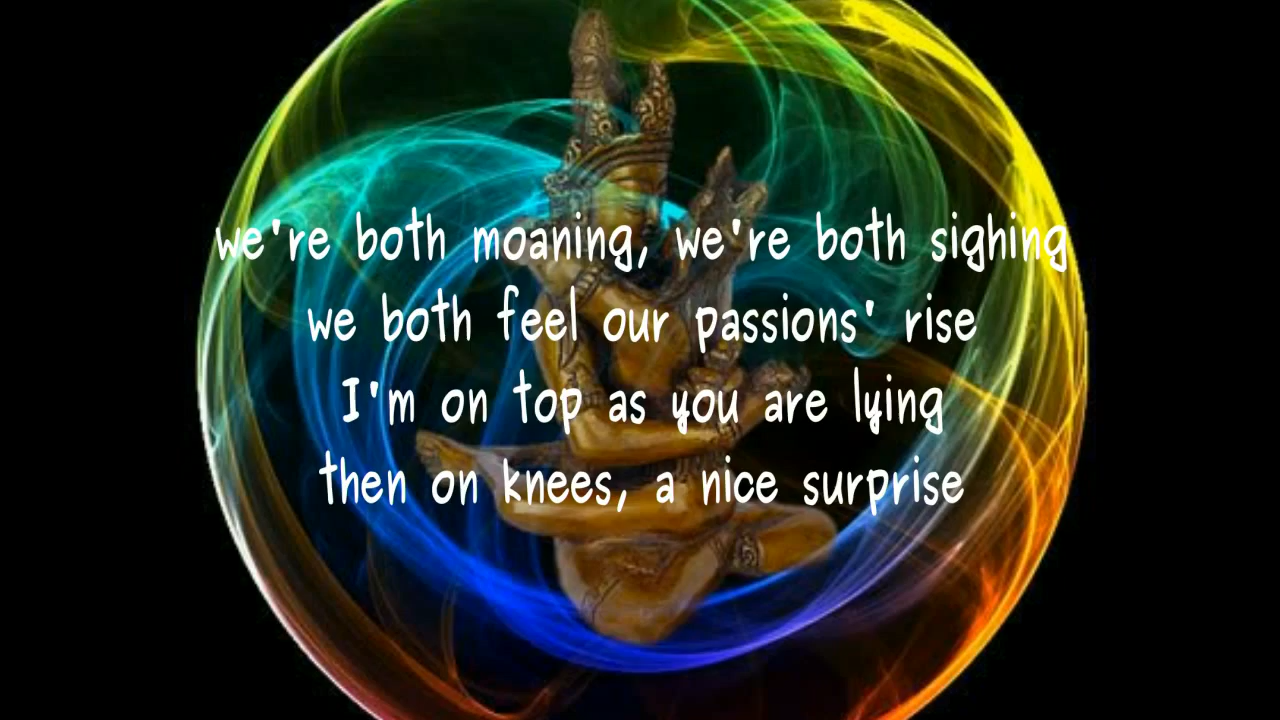 we're both moaning, we're both sighing
we both feel our passions' rise
I'm on top as you are lying
then on knees, a nice surprise